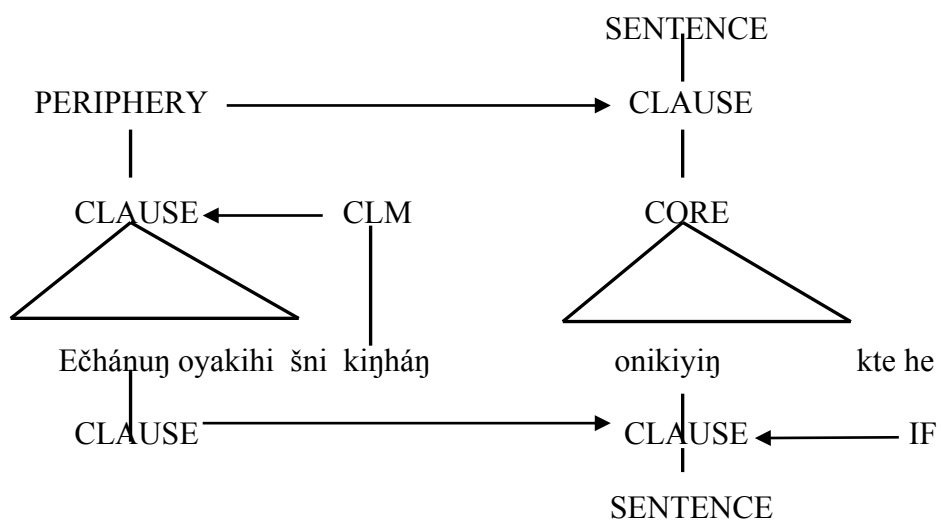 SENTENCE
PERIPHERY CLAUSE
CLAUSE CLM CORE
Ečhánuŋ oyakihi šni kiŋháŋ onikiyiŋ kte he
CLAUSE CLAUSE IF
SENTENCE